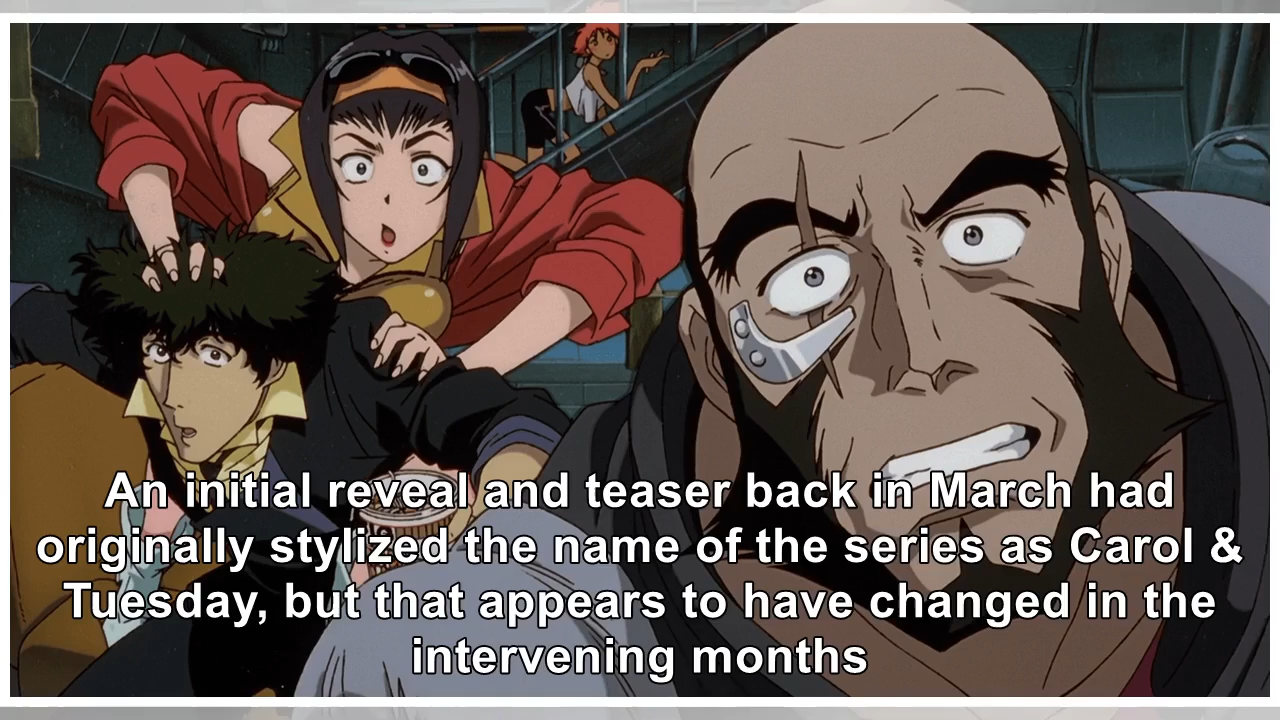 An initial reveal and teaser back in March had
originally stylized the name of the series as Carol &
Tuesday, but that appears to have changed in the
intervening months